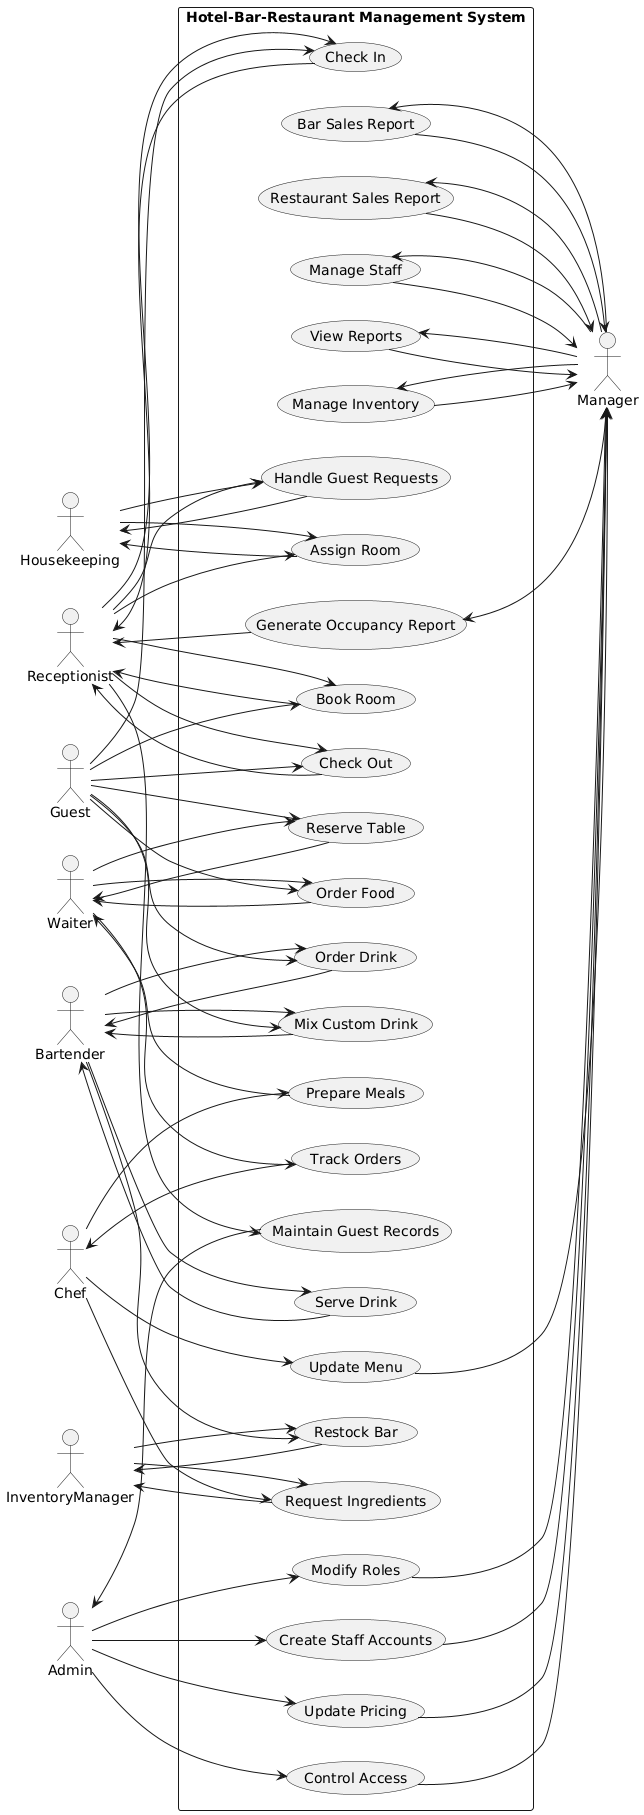 Hotel-Bar-Restaurant Management System
Check In
Bar Sales Report
Restaurant Sales Report
Manage Staff
View Reports
Manager
Manage Inventory
Handle Guest Requests
Housekeeping
Assign Room
Generate Occupancy Report
Receptionist
Book Room
Check Out
Guest
Reserve Table
Order Food
Waiter
Order Drink
Mix Custom Drink
Bartender
Prepare Meals
Track Orders
Maintain Guest Records
Chef
Serve Drink
Update Menu
Restock Bar
InventoryManager
Request Ingredients
Modify Roles
Create Staff Accounts
Admin
Update Pricing
Control Access